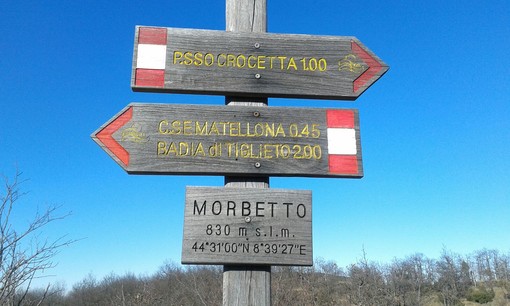 P.SSO CROCETTA 1.00
C.SE MATELLONA 0.45
BADIA di TIGLIETO 2.00
MORBETTO
830 m s.l.m.
44°31'00"N 8°39'27"E